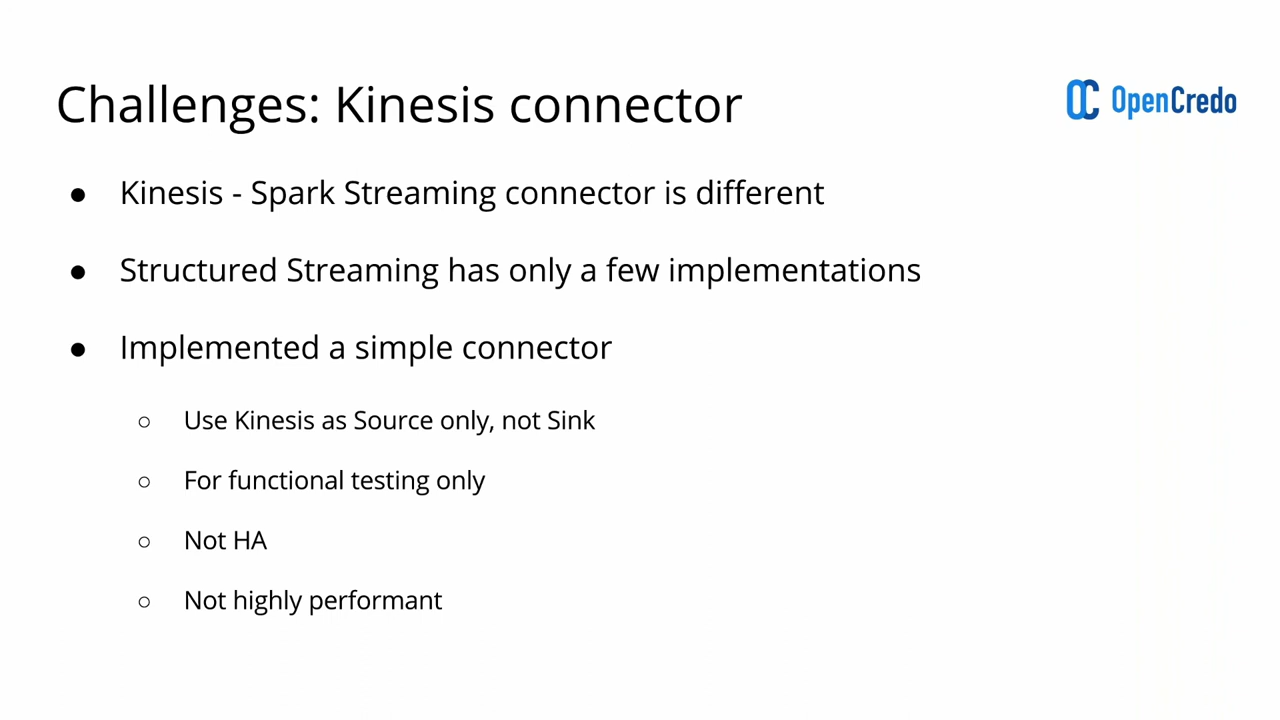 Challenges: Kinesis connector
OpenCredo
● Kinesis - Spark Streaming connector is different
● Structured Streaming has only a few implementations
● Implemented a simple connector
○ Use Kinesis as Source only, not Sink
○ For functional testing only
○ Not HA
○ Not highly performant